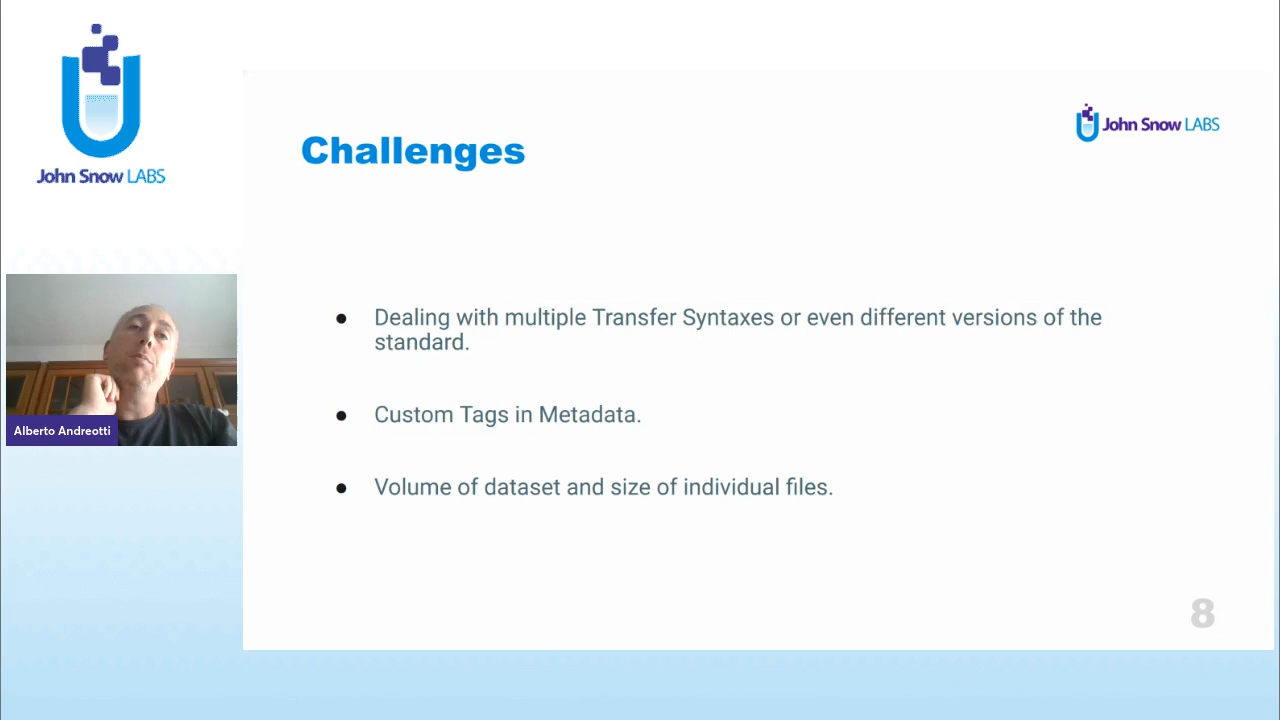 John Snow LABS
John Snow LABS
Challenges
● Dealing with multiple Transfer Syntaxes or even different versions of the
standard.
● Custom Tags in Metadata.
● Volume of dataset and size of individual files.
Alberto Andreotti
8